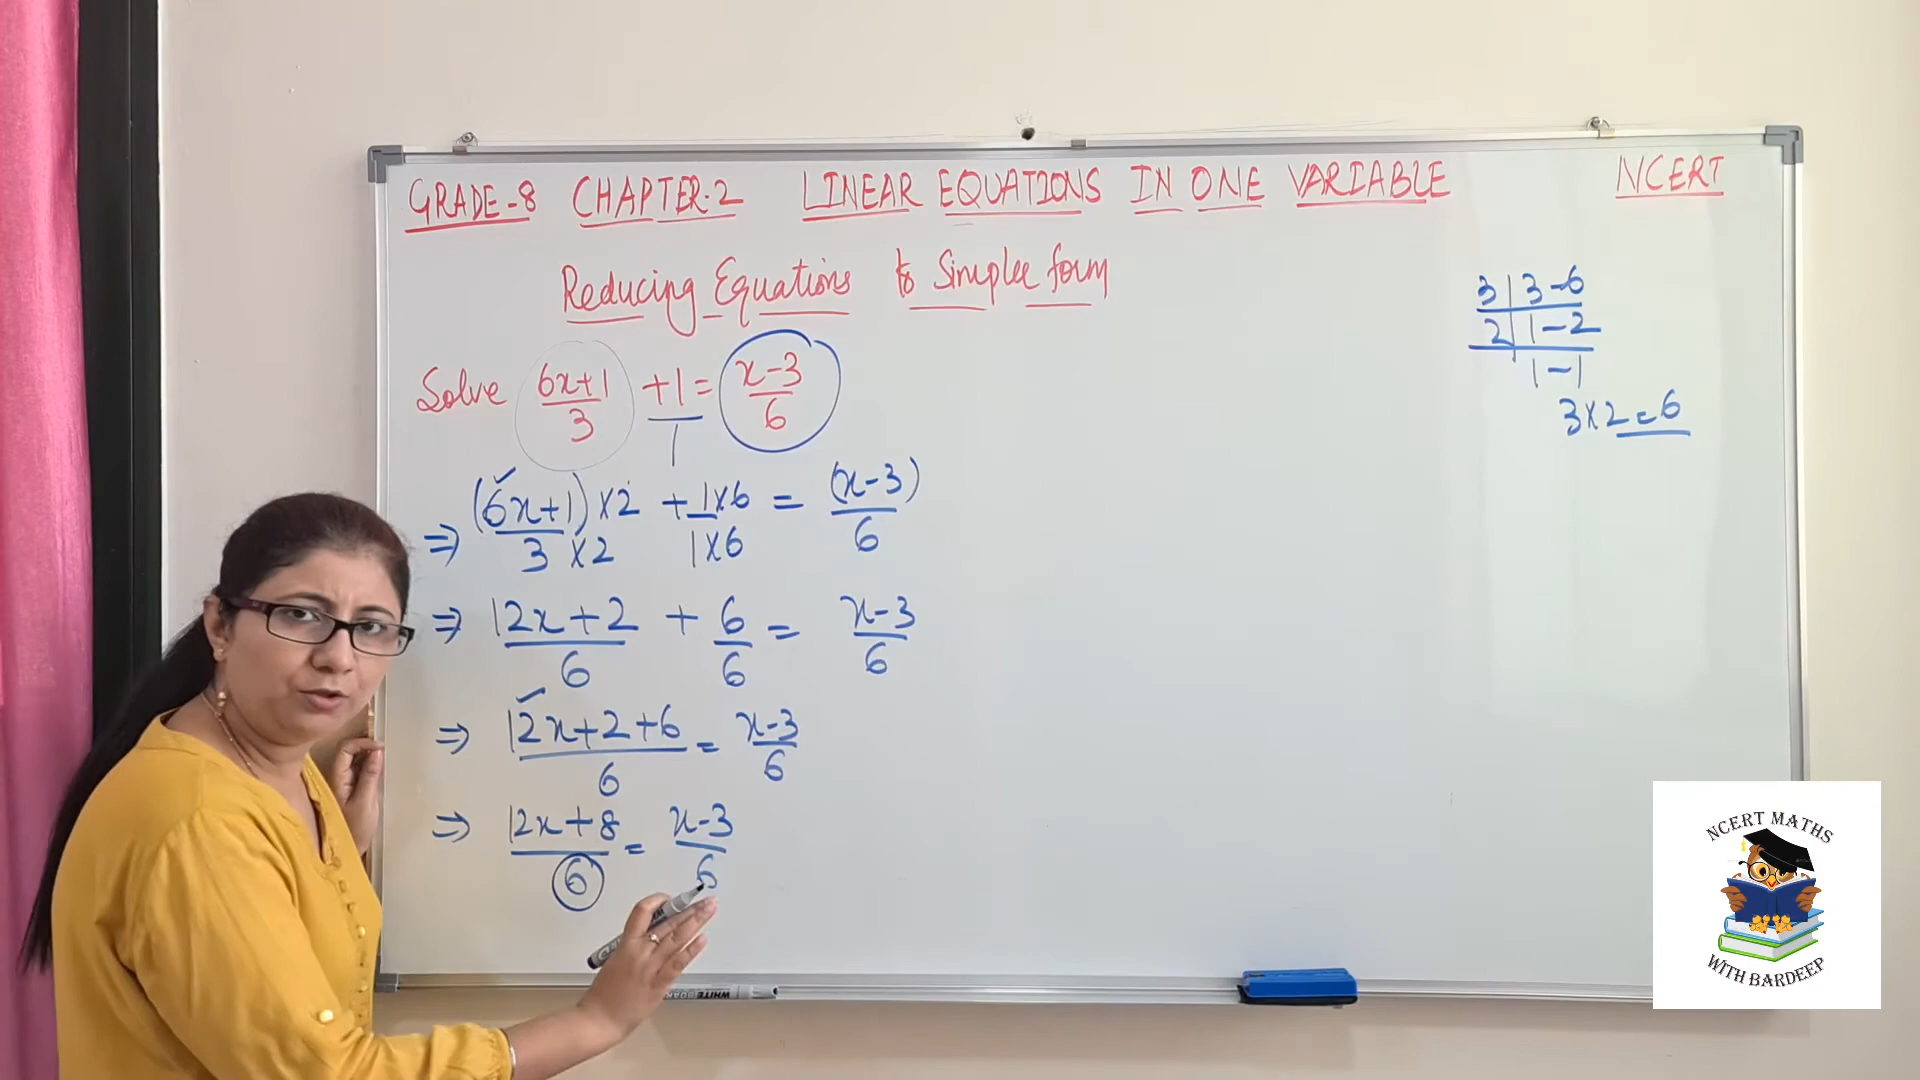 GRADE-8 CHAPTER-2 LINEAR EQUATIONS IN ONE VARIABLE NCERT
Reducing Equations to Simpler form
Solve (6x+1)/3 +1/1 = (x-3)/6
⇒ ((6x+1)×2)/(3×2) + (1×6)/(1×6) = (x-3)/6
⇒ (12x+2)/6 + 6/6 = (x-3)/6
⇒ (12x+2+6)/6 = (x-3)/6
⇒ (12x+8)/6 = (x-3)/6
3 | 3-6
2 | 1-2
| 1-1
3×2=6
WHITE BOARD
NCERT MATHS
WITH BARDEEP